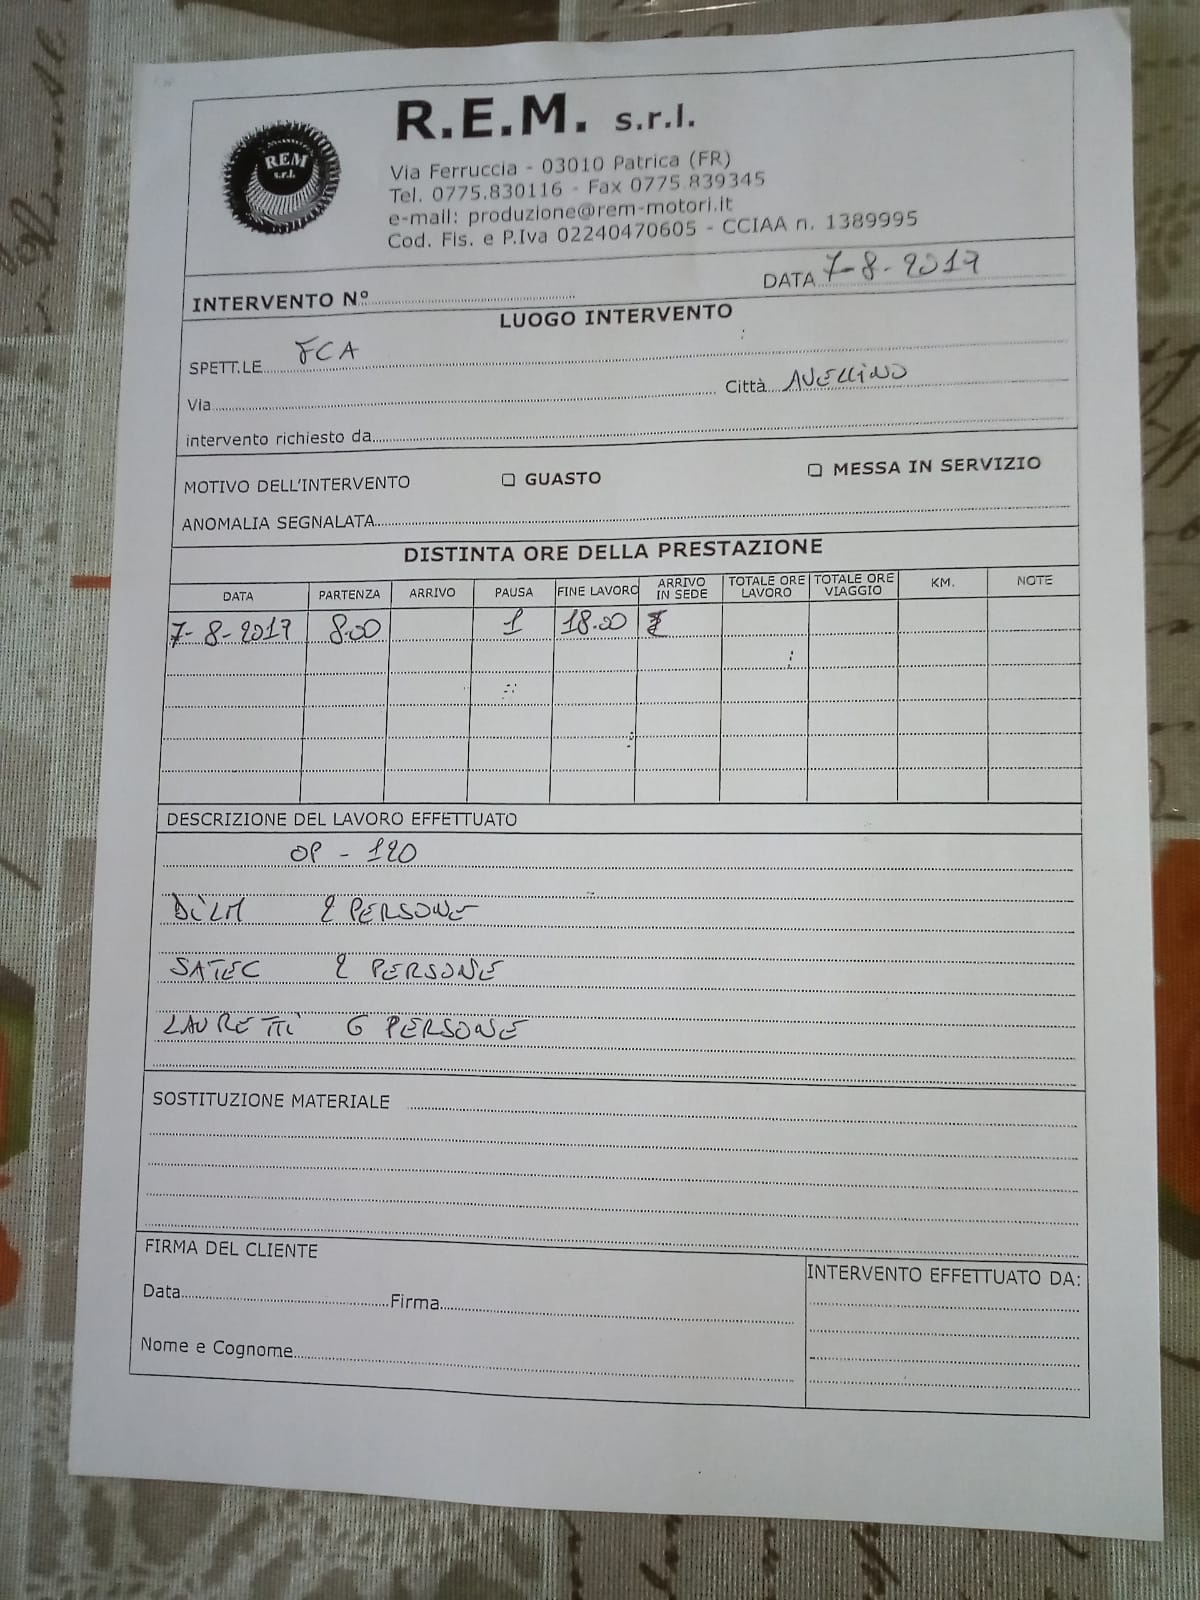 R.E.M. s.r.l.
REM
s.r.l.
Via Ferruccia - 03010 Patrica (FR)
Tel. 0775.830116 - Fax 0775.839345
e-mail: produzione@rem-motori.it
Cod. Fis. e P.Iva 02240470605 - CCIAA n. 1389995
INTERVENTO N° DATA 7-8-2017
LUOGO INTERVENTO
SPETT.LE FCA
Via Città AVELLINO
intervento richiesto da
MOTIVO DELL'INTERVENTO ☐ GUASTO ☐ MESSA IN SERVIZIO
ANOMALIA SEGNALATA
DISTINTA ORE DELLA PRESTAZIONE
DATA PARTENZA ARRIVO PAUSA FINE LAVORO ARRIVO IN SEDE TOTALE ORE LAVORO TOTALE ORE VIAGGIO KM. NOTE
7-8-2017 8.00 1 18.00
DESCRIZIONE DEL LAVORO EFFETTUATO
OP - 120
DILM 2 PERSONE
SATEC 2 PERSONE
LAURETTI 6 PERSONE
SOSTITUZIONE MATERIALE
FIRMA DEL CLIENTE
INTERVENTO EFFETTUATO DA:
Data Firma
Nome e Cognome